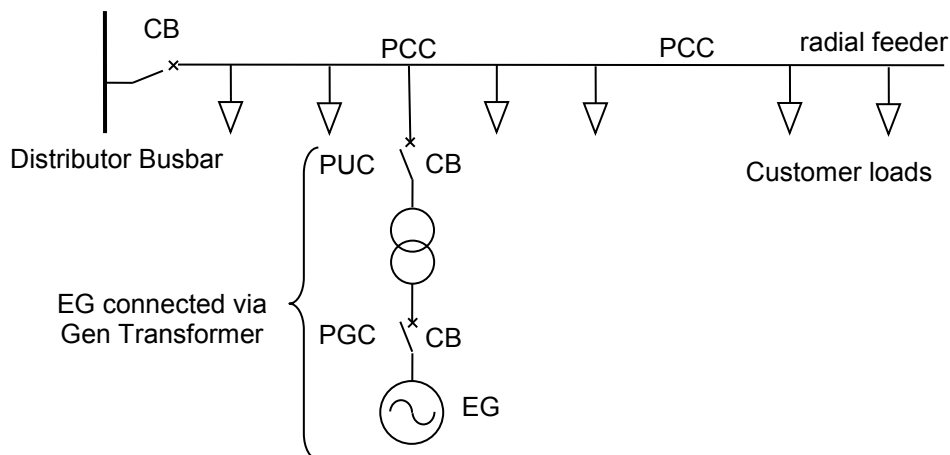 CB
PCC
PCC
radial feeder
Distributor Busbar
PUC
CB
Customer loads
EG connected via
Gen Transformer
PGC
CB
EG